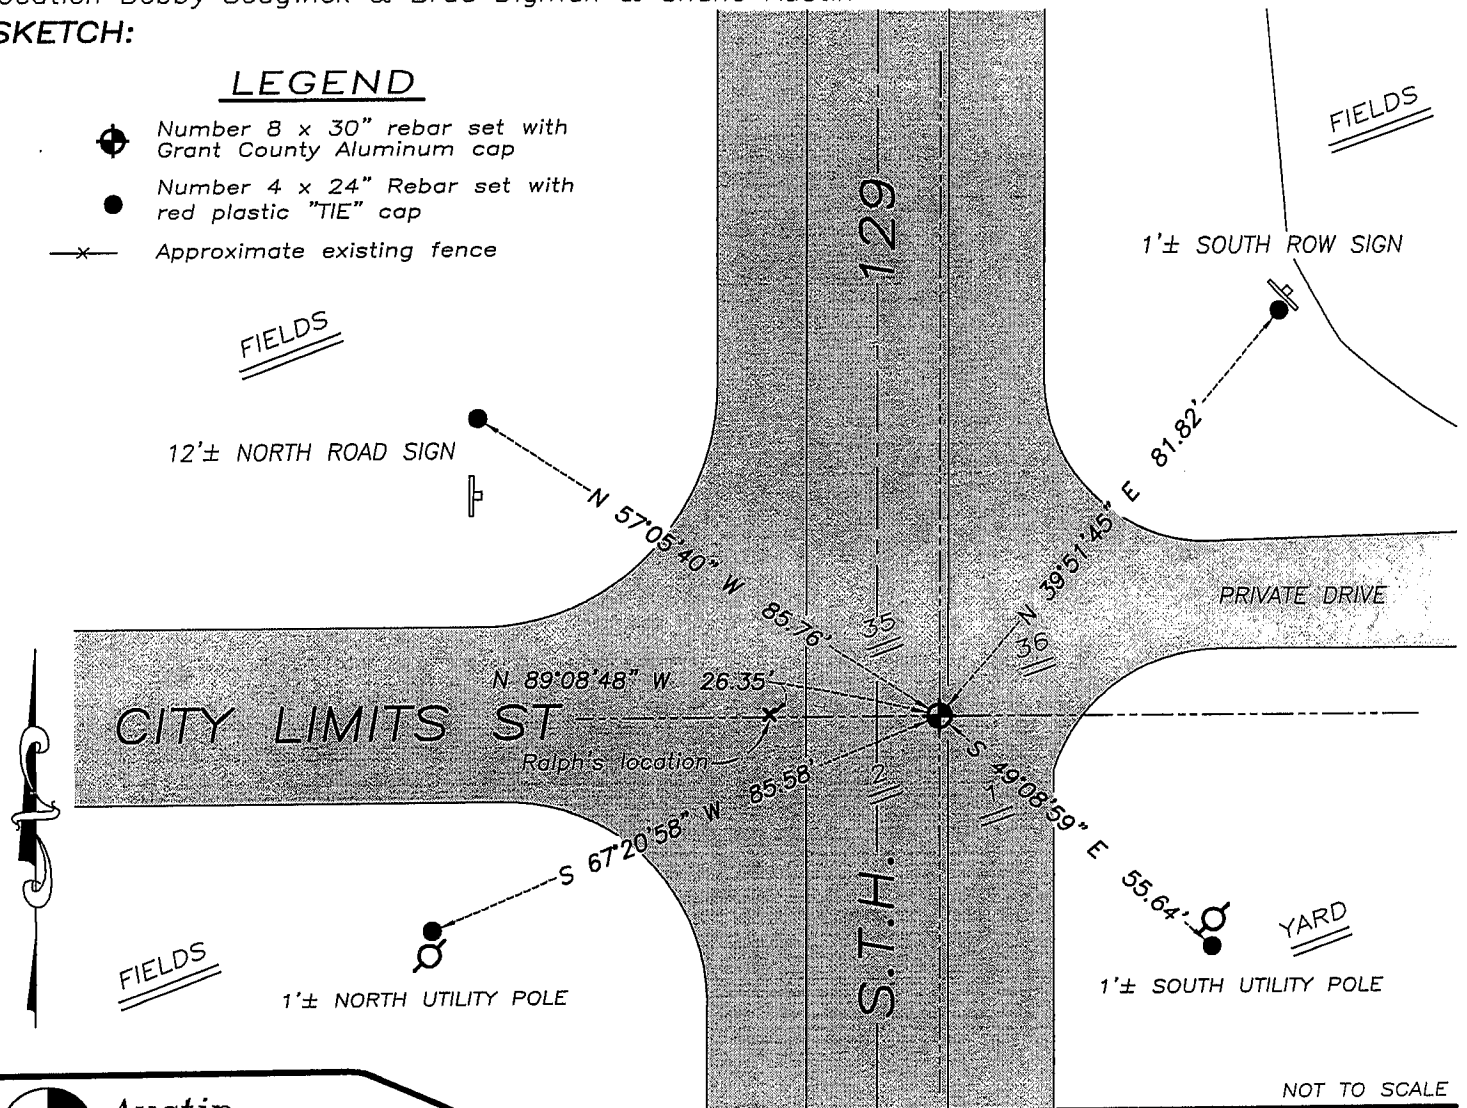 SKETCH:
LEGEND
Number 8 x 30" rebar set with
Grant County Aluminum cap
Number 4 x 24" Rebar set with
red plastic "TIE" cap
Approximate existing fence
FIELDS
129
FIELDS
1'± SOUTH ROW SIGN
12'± NORTH ROAD SIGN
81.82'
N 39°51'45" E
N 57°05'40" W 85.76'
PRIVATE DRIVE
35
36
N 89°08'48" W 26.35'
CITY LIMITS ST
Ralph's location
2
1
S 67°20'58" W 85.58'
S 49°08'59" E 55.64'
S.T.H.
YARD
FIELDS
1'± NORTH UTILITY POLE
1'± SOUTH UTILITY POLE
NOT TO SCALE
Austin